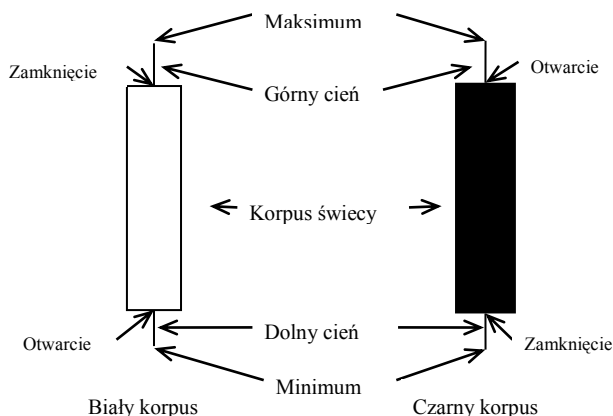 Maksimum
Zamknięcie
Otwarcie
Górny cień
Korpus świecy
Otwarcie
Dolny cień
Zamknięcie
Minimum
Biały korpus
Czarny korpus